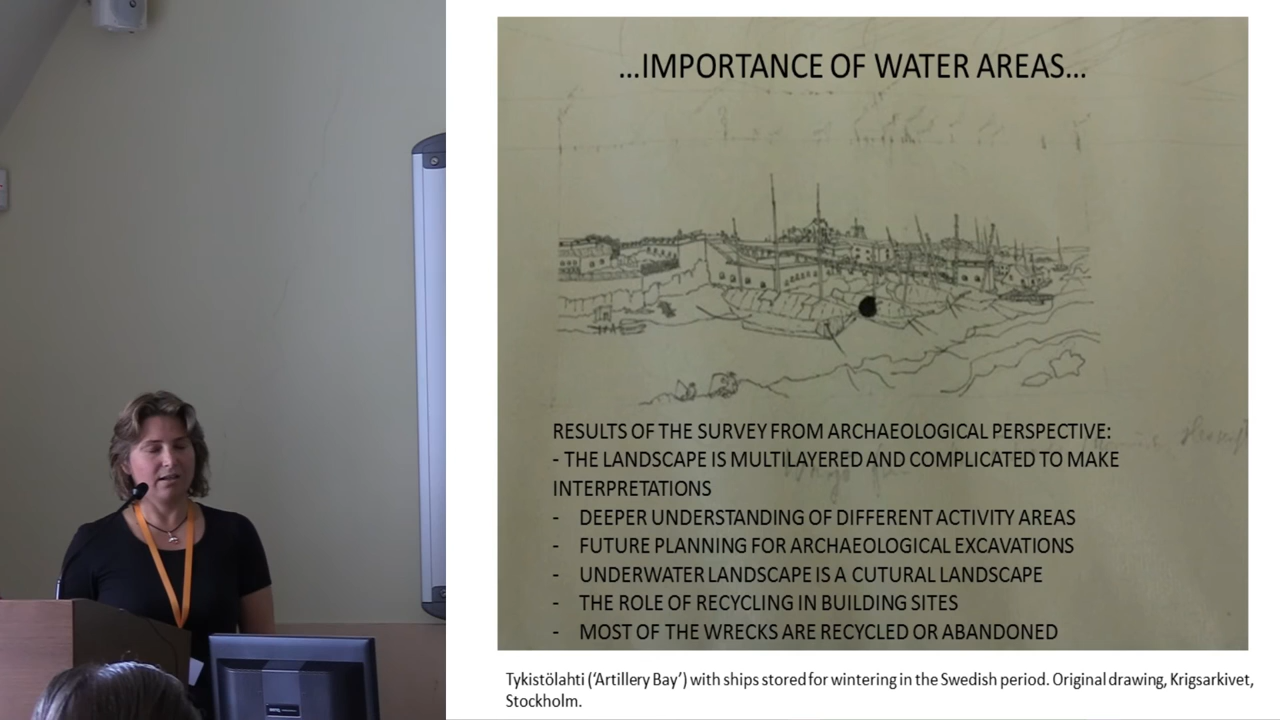 ...IMPORTANCE OF WATER AREAS...
RESULTS OF THE SURVEY FROM ARCHAEOLOGICAL PERSPECTIVE:
- THE LANDSCAPE IS MULTILAYERED AND COMPLICATED TO MAKE
INTERPRETATIONS
- DEEPER UNDERSTANDING OF DIFFERENT ACTIVITY AREAS
- FUTURE PLANNING FOR ARCHAEOLOGICAL EXCAVATIONS
- UNDERWATER LANDSCAPE IS A CUTURAL LANDSCAPE
- THE ROLE OF RECYCLING IN BUILDING SITES
- MOST OF THE WRECKS ARE RECYCLED OR ABANDONED
Tykistölahti ('Artillery Bay') with ships stored for wintering in the Swedish period. Original drawing, Krigsarkivet,
Stockholm.